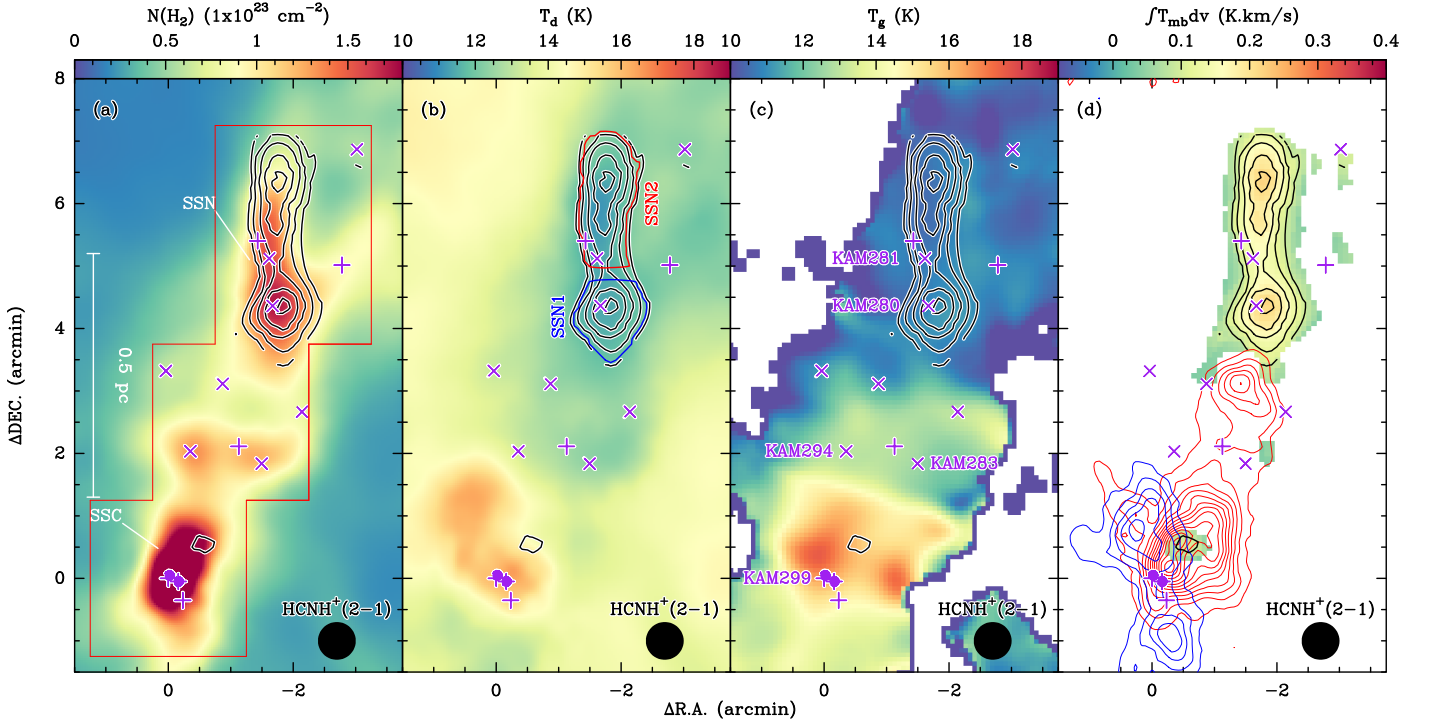 N(H₂) (1x10²³ cm⁻²)
T_d (K)
T_g (K)
∫T_mb dv (K.km/s)
0 0.5 1 1.5 10 12 14 16 18 10 12 14 16 18 0 0.1 0.2 0.3 0.4
8
6
4
2
0
ΔDEC. (arcmin)
(a)
SSN
0.5 pc
SSC
HCNH⁺(2−1)
(b)
SSN2
SSN1
HCNH⁺(2−1)
(c)
KAM281
KAM280
KAM294
KAM283
KAM299
HCNH⁺(2−1)
(d)
HCNH⁺(2−1)
0 −2 0 −2 0 −2 0 −2
ΔR.A. (arcmin)